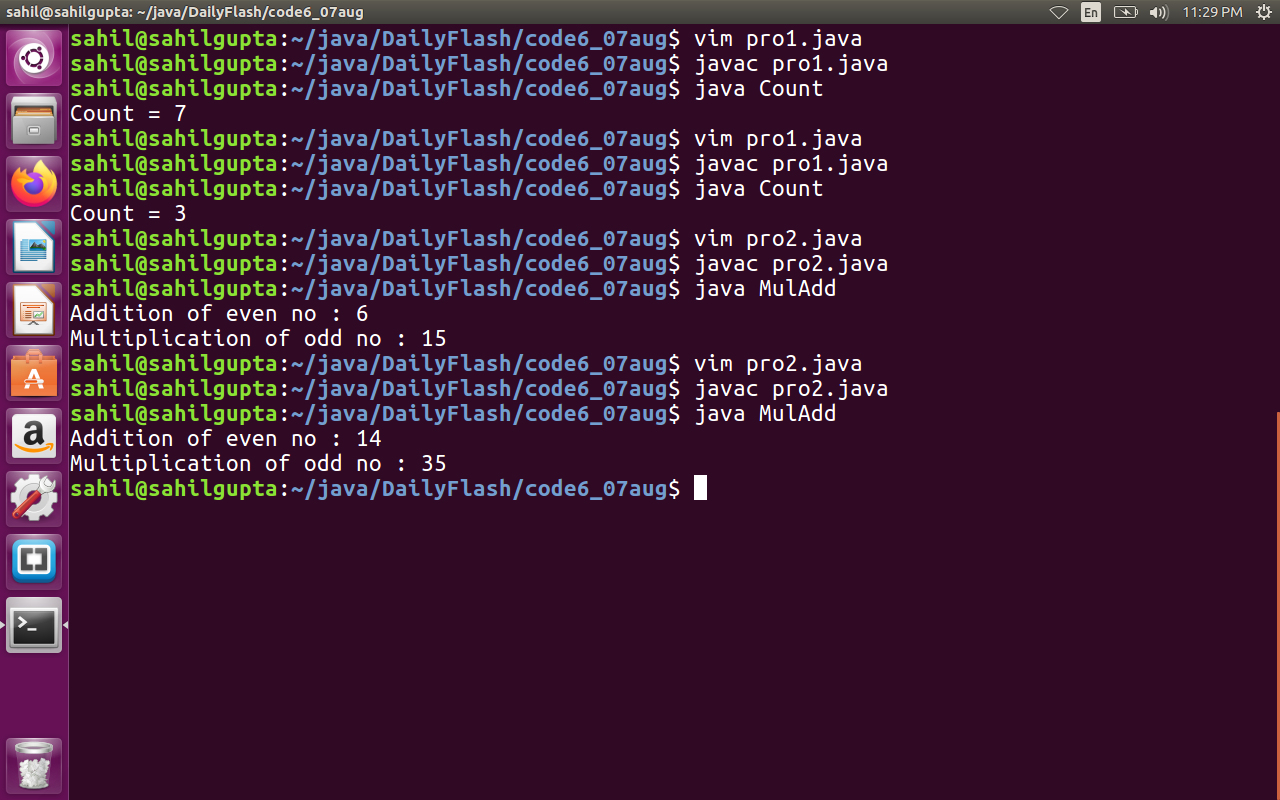 sahil@sahilgupta: ~/java/DailyFlash/code6_07aug
En
11:29 PM
sahil@sahilgupta:~/java/DailyFlash/code6_07aug$ vim pro1.java
sahil@sahilgupta:~/java/DailyFlash/code6_07aug$ javac pro1.java
sahil@sahilgupta:~/java/DailyFlash/code6_07aug$ java Count
Count = 7
sahil@sahilgupta:~/java/DailyFlash/code6_07aug$ vim pro1.java
sahil@sahilgupta:~/java/DailyFlash/code6_07aug$ javac pro1.java
sahil@sahilgupta:~/java/DailyFlash/code6_07aug$ java Count
Count = 3
sahil@sahilgupta:~/java/DailyFlash/code6_07aug$ vim pro2.java
sahil@sahilgupta:~/java/DailyFlash/code6_07aug$ javac pro2.java
sahil@sahilgupta:~/java/DailyFlash/code6_07aug$ java MulAdd
Addition of even no : 6
Multiplication of odd no : 15
sahil@sahilgupta:~/java/DailyFlash/code6_07aug$ vim pro2.java
sahil@sahilgupta:~/java/DailyFlash/code6_07aug$ javac pro2.java
sahil@sahilgupta:~/java/DailyFlash/code6_07aug$ java MulAdd
Addition of even no : 14
Multiplication of odd no : 35
sahil@sahilgupta:~/java/DailyFlash/code6_07aug$